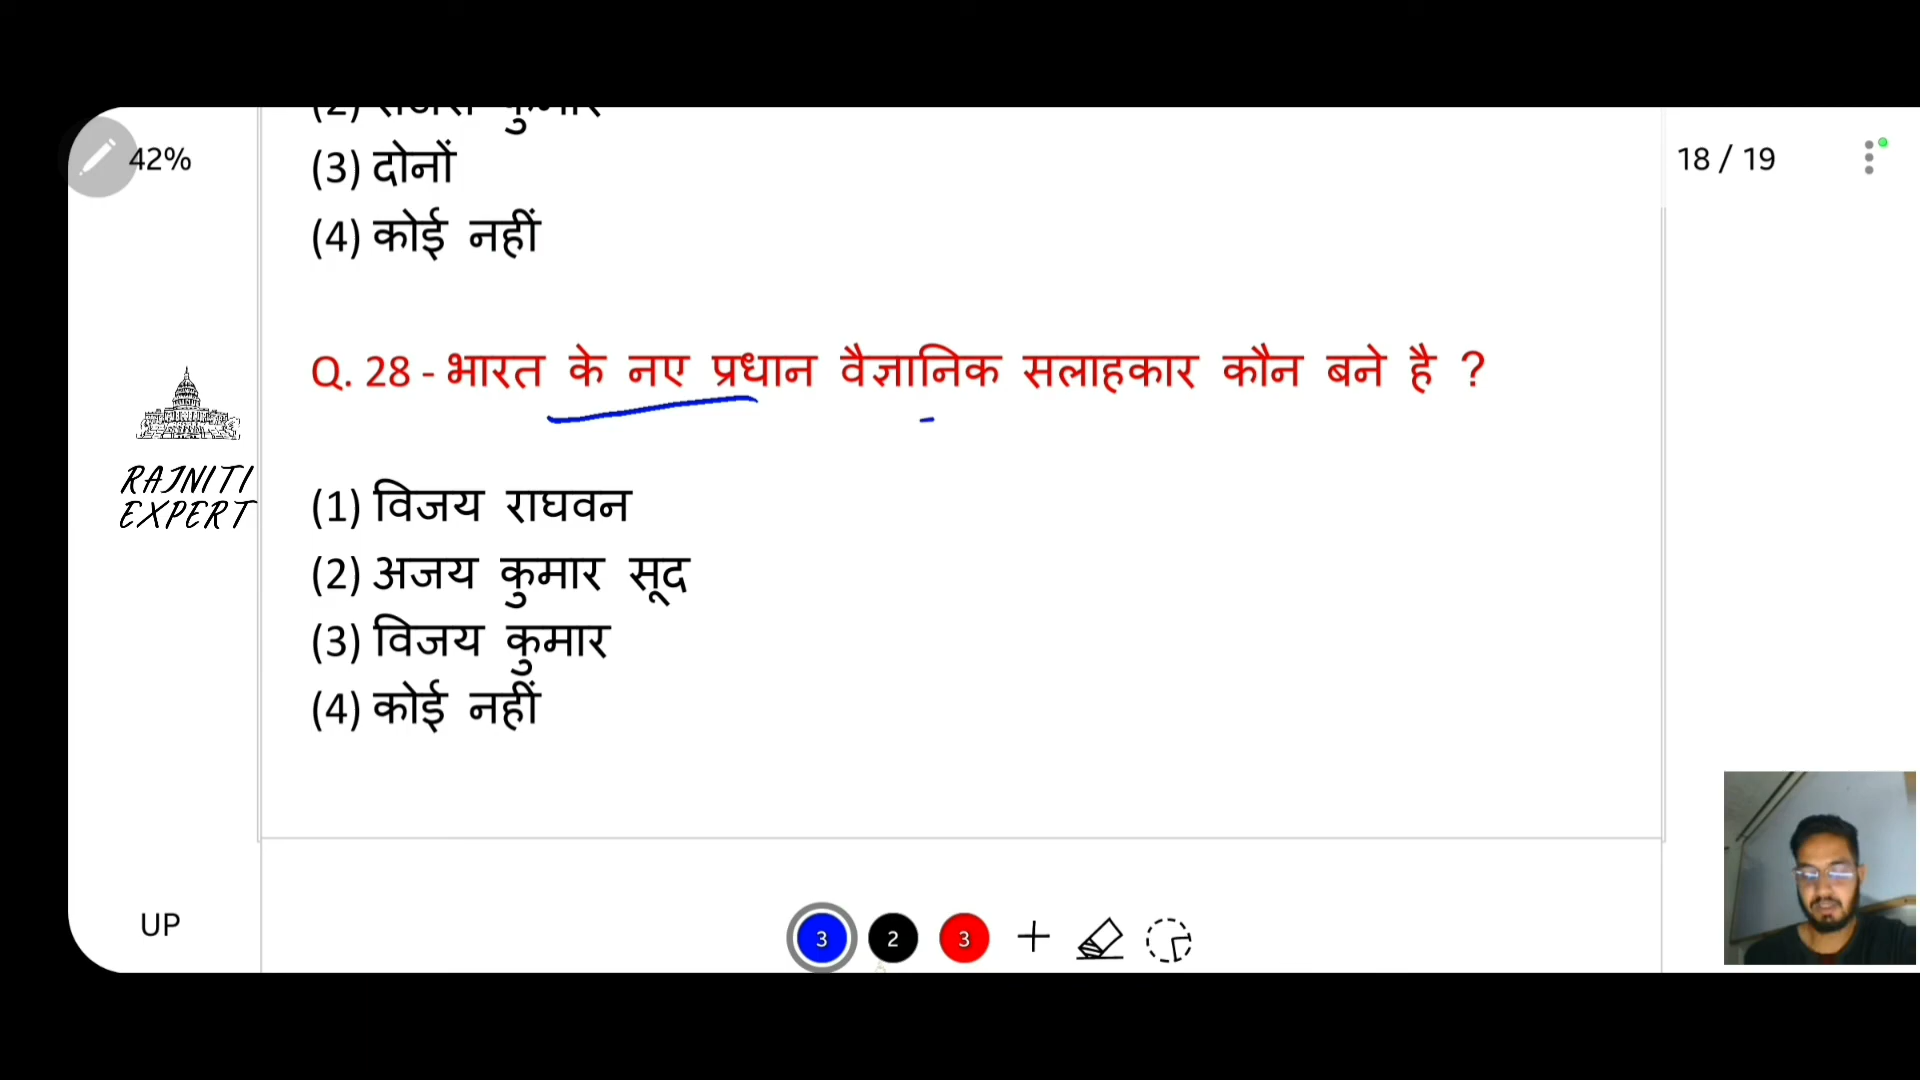 42%
18 / 19
(3) दोनों
(4) कोई नहीं
Q. 28 - भारत के नए प्रधान वैज्ञानिक सलाहकार कौन बने है ?
RAJNITI
EXPERT
(1) विजय राघवन
(2) अजय कुमार सूद
(3) विजय कुमार
(4) कोई नहीं
UP
3
2
3